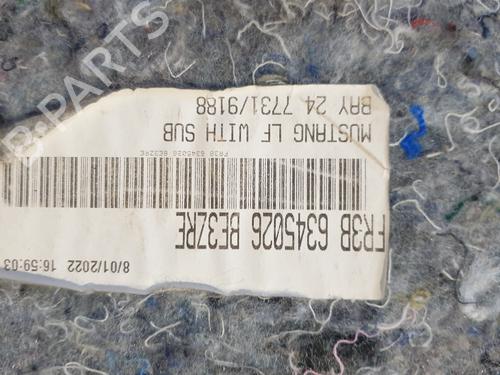 FR3B 6345026 BE3ZRE
8/01/2022 16:59:03
FR3B 6345026 BE3ZRE
MUSTANG LF WITH SUB
BAY 24 7731/9188
B-PARTS